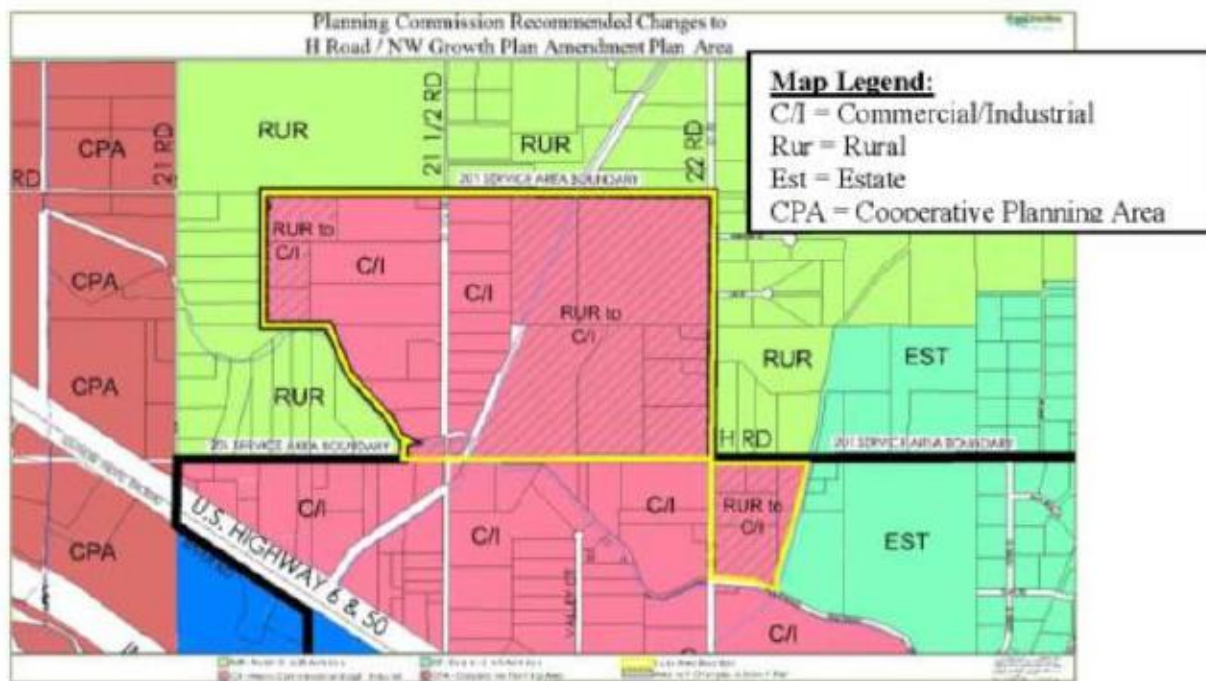 Planning Commission Recommended Changes to
H Road / NW Growth Plan Amendment Plan Area
Map Legend:
C/I = Commercial/Industrial
Rur = Rural
Est = Estate
CPA = Cooperative Planning Area
RUR
21 1/2 RD
RUR
22 RD
CPA
21 RD
RD
201 SERVICE AREA BOUNDARY
RUR to
C/I
C/I
C/I
CPA
RUR to
C/I
RUR
EST
CPA
RUR
201 SERVICE AREA BOUNDARY
H RD
201 SERVICE AREA BOUNDARY
C/I
C/I
C/I
RUR to
C/I
EST
CPA
U.S. HIGHWAY 6 & 50
VALLEY CT
C/I